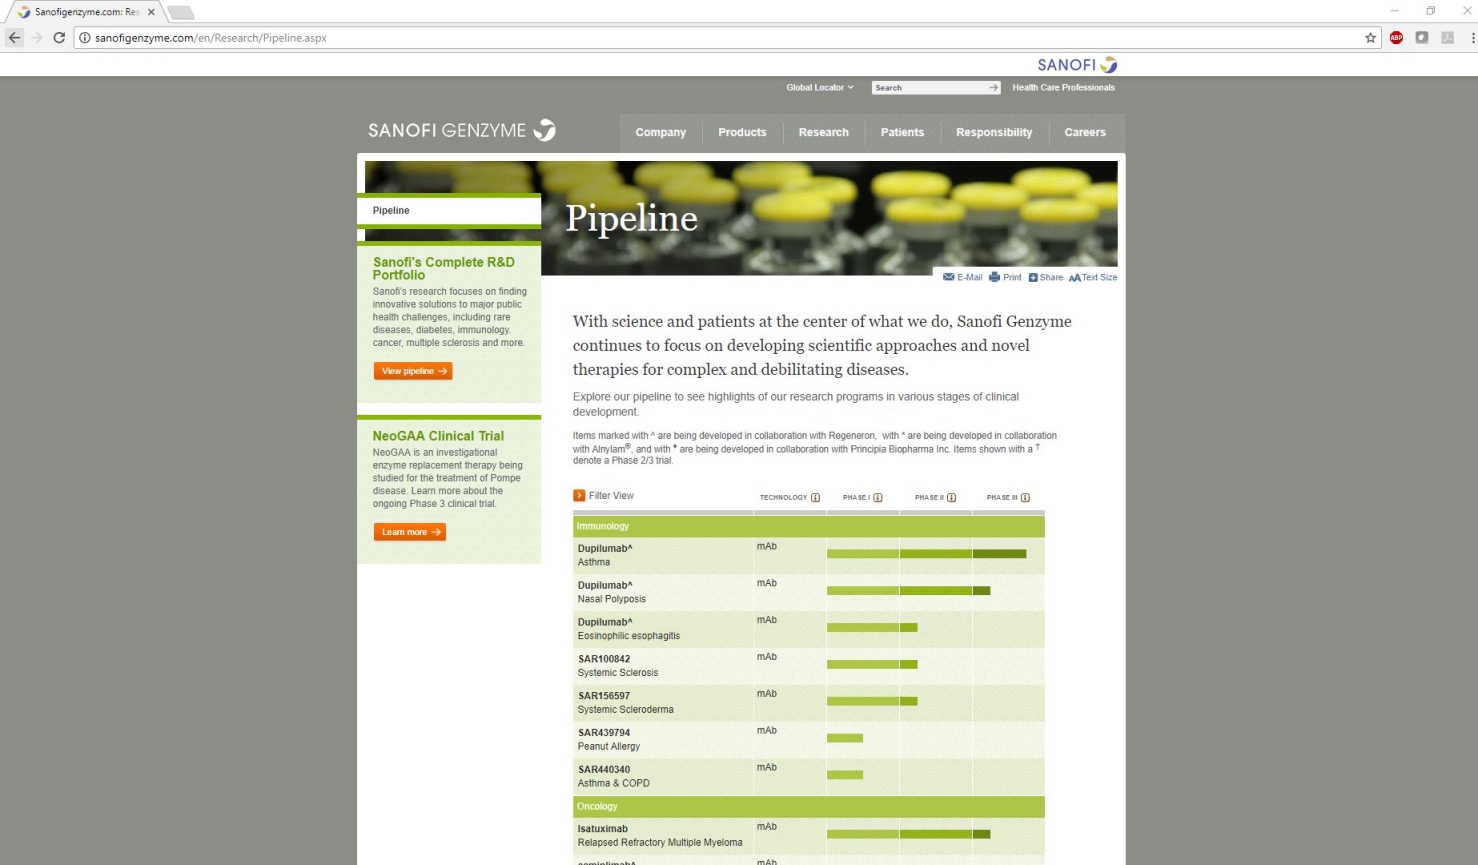 Sanofigenzyme.com: Res
sanofigenzyme.com/en/Research/Pipeline.aspx
ABP
SANOFI
Global Locator
Search
Health Care Professionals
SANOFI GENZYME
Company
Products
Research
Patients
Responsibility
Careers
Pipeline
Pipeline
E-Mail
Print
Share
AA Text Size
Sanofi's Complete R&D
Portfolio
Sanofi's research focuses on finding
innovative solutions to major public
health challenges, including rare
diseases, diabetes, immunology,
cancer, multiple sclerosis and more.
View pipeline →
NeoGAA Clinical Trial
NeoGAA is an investigational
enzyme replacement therapy being
studied for the treatment of Pompe
disease. Learn more about the
ongoing Phase 3 clinical trial.
Learn more →
With science and patients at the center of what we do, Sanofi Genzyme
continues to focus on developing scientific approaches and novel
therapies for complex and debilitating diseases.
Explore our pipeline to see highlights of our research programs in various stages of clinical
development.
Items marked with ^ are being developed in collaboration with Regeneron, with * are being developed in collaboration
with Alnylam®, and with ♦ are being developed in collaboration with Principia Biopharma Inc. Items shown with a †
denote a Phase 2/3 trial.
Filter View
TECHNOLOGY
PHASE I
PHASE II
PHASE III
Immunology
Dupilumab^ mAb
Asthma
Dupilumab^ mAb
Nasal Polyposis
Dupilumab^ mAb
Eosinophilic esophagitis
SAR100842 mAb
Systemic Sclerosis
SAR156597 mAb
Systemic Scleroderma
SAR439794 mAb
Peanut Allergy
SAR440340 mAb
Asthma & COPD
Oncology
Isatuximab mAb
Relapsed Refractory Multiple Myeloma
cemiplimab^ mAb